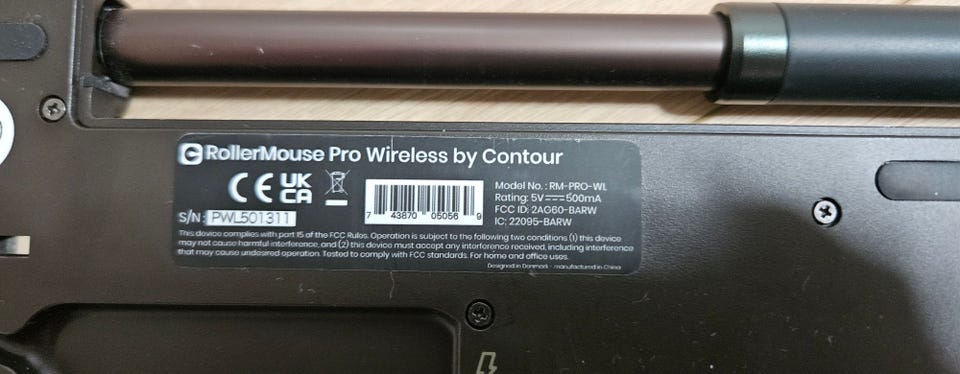 RollerMouse Pro Wireless by Contour
CE UK CA
S/N: PWL501311
7 43870 05056 9
Model No.: RM-PRO-WL
Rating: 5V⎓500mA
FCC ID: 2AG60-BARW
IC: 22095-BARW
This device complies with part 15 of the FCC Rules. Operation is subject to the following two conditions (1) this device
may not cause harmful interference, and (2) this device must accept any interference received, including interference
that may cause undesired operation. Tested to comply with FCC standards. For home and office uses.
Designed in Denmark - manufactured in China